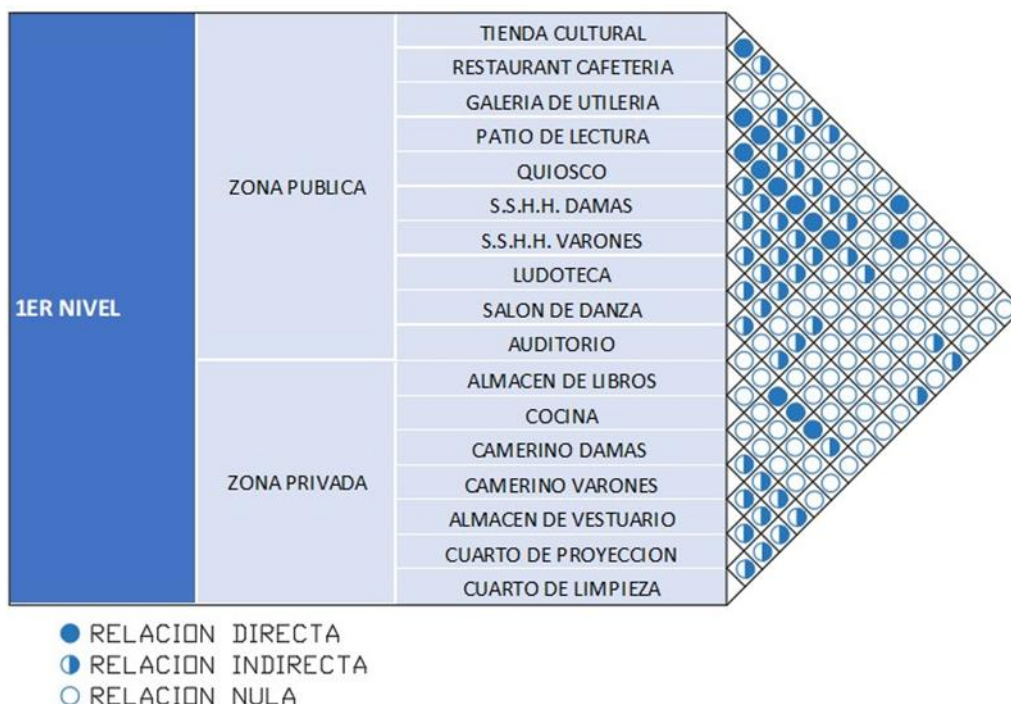 TIENDA CULTURAL
RESTAURANT CAFETERIA
GALERIA DE UTILERIA
PATIO DE LECTURA
ZONA PUBLICA
QUIOSCO
S.S.H.H. DAMAS
S.S.H.H. VARONES
LUDOTECA
1ER NIVEL
SALON DE DANZA
AUDITORIO
ALMACEN DE LIBROS
COCINA
CAMERINO DAMAS
ZONA PRIVADA
CAMERINO VARONES
ALMACEN DE VESTUARIO
CUARTO DE PROYECCION
CUARTO DE LIMPIEZA
RELACION DIRECTA
RELACION INDIRECTA
RELACION NULA